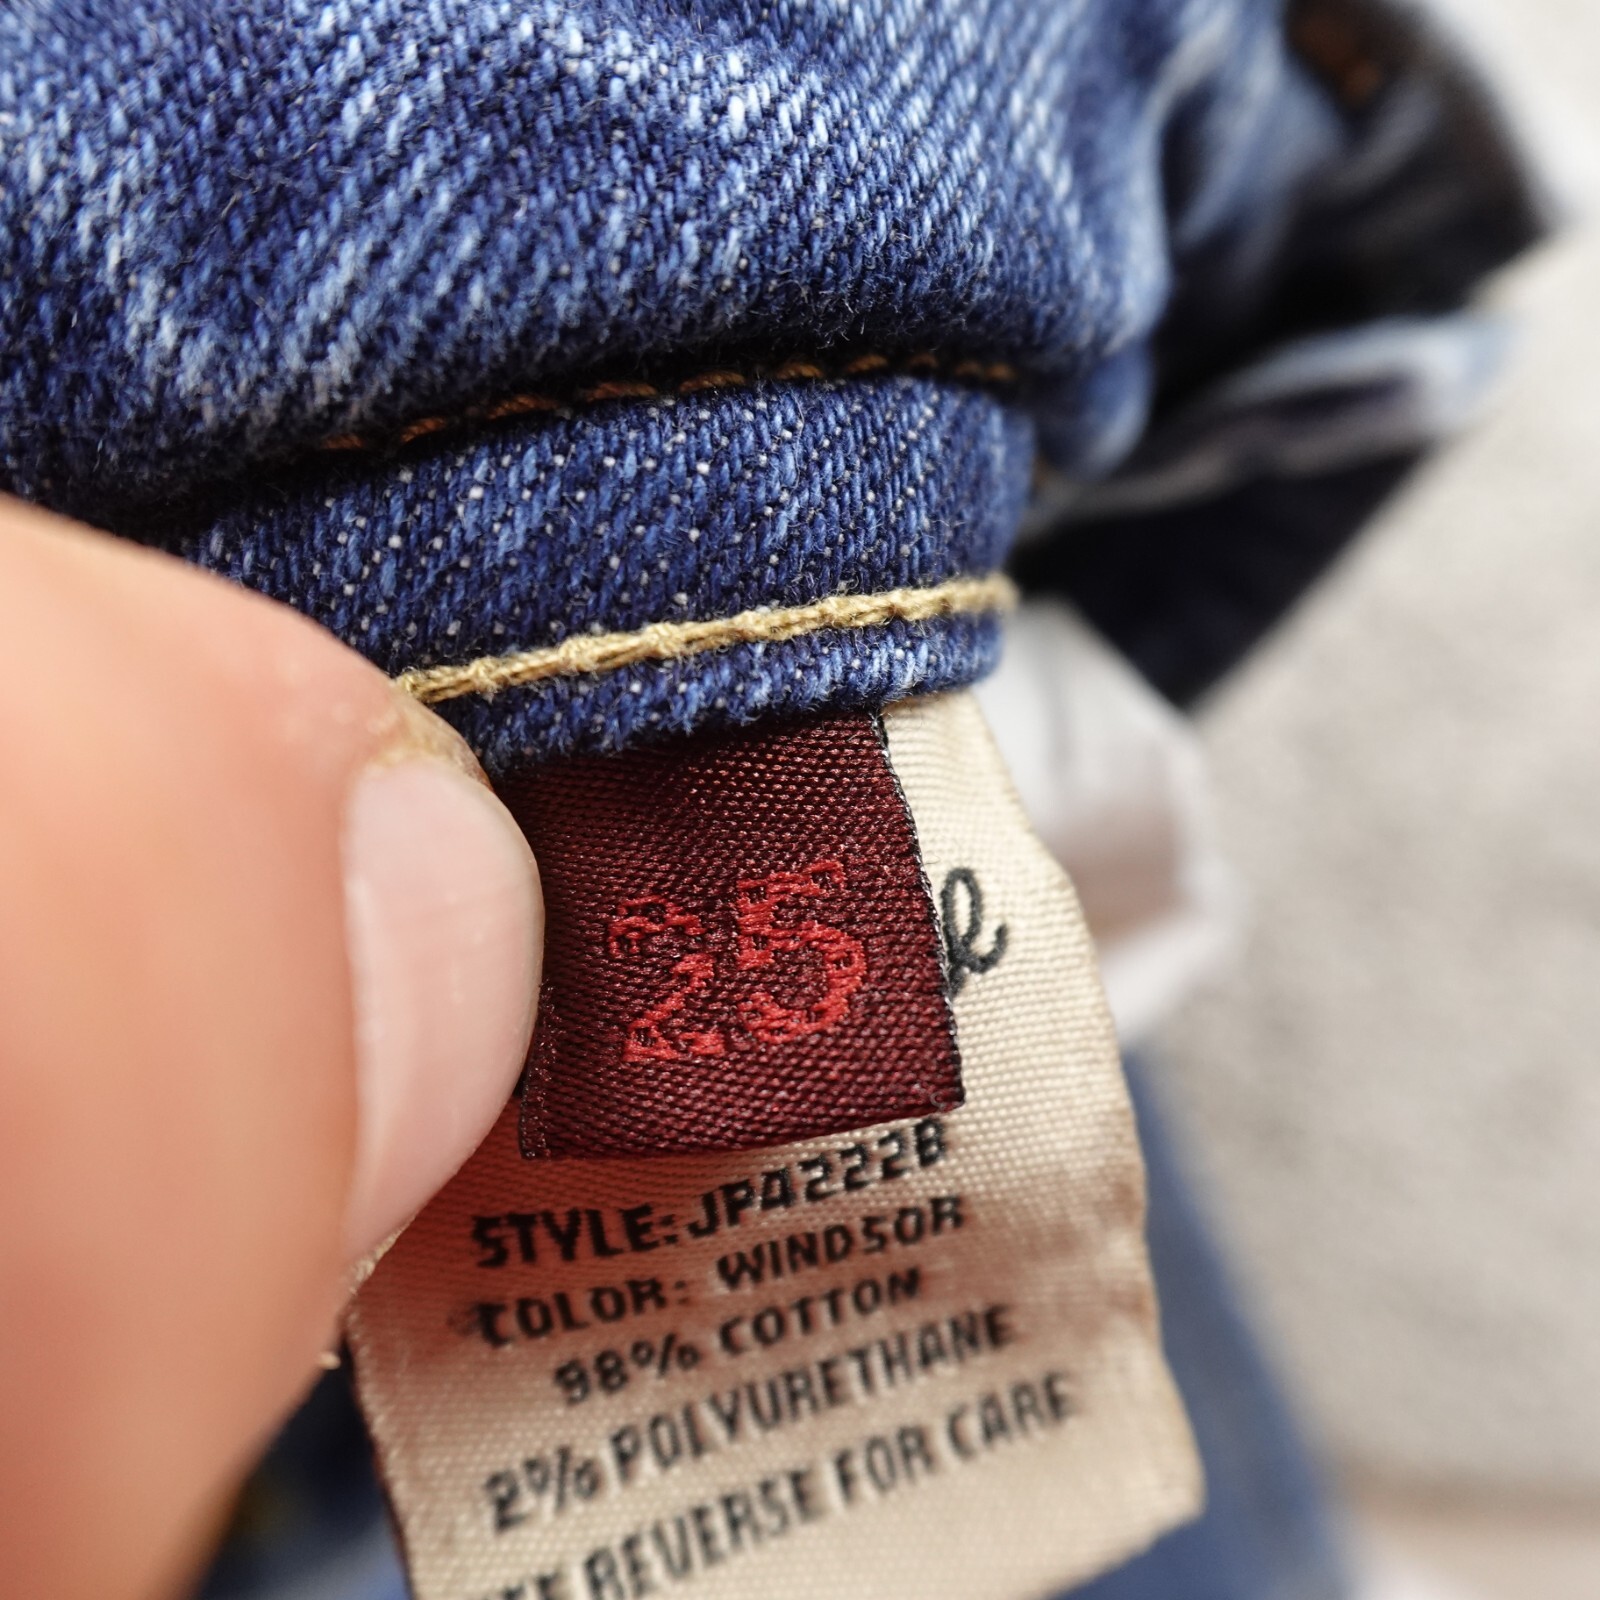 25
STYLE: JP4222B
COLOR: WINDSOR
98% COTTON
2% POLYURETHANE
REVERSE FOR CARE